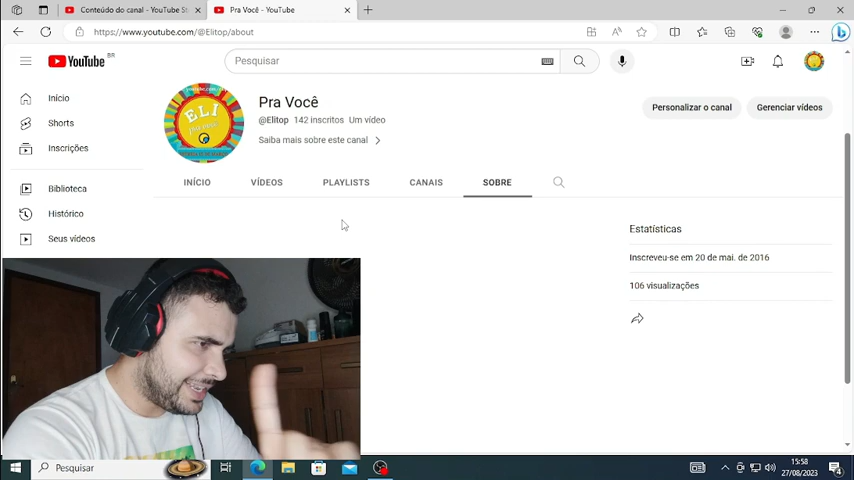 Conteúdo do canal - YouTube St
Pra Você - YouTube
https://www.youtube.com/@Elitop/about
YouTube BR
Pesquisar
ELI
pra você
Pra Você
@Elitop 142 inscritos Um vídeo
Saiba mais sobre este canal
Personalizar o canal
Gerenciar vídeos
Início
Shorts
Inscrições
Biblioteca
Histórico
Seus vídeos
INÍCIO
VÍDEOS
PLAYLISTS
CANAIS
SOBRE
Estatísticas
Inscreveu-se em 20 de mai. de 2016
106 visualizações
Pesquisar
15:58
27/08/2023
4